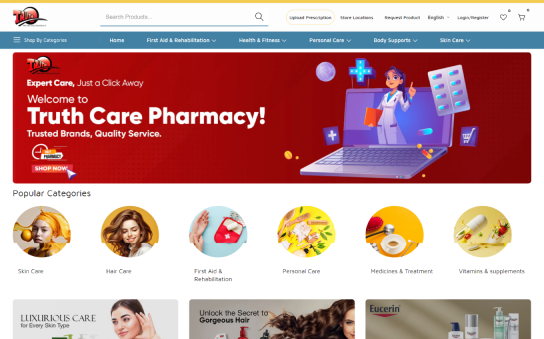 Truth
Search Products...
Upload Prescription
Store Locations
Request Product
English
Login/Register
0
0
Shop By Categories
Home
First Aid & Rehabilitation
Health & Fitness
Personal Care
Body Supports
Skin Care
Truth
Expert Care, Just a Click Away
Welcome to
Truth Care Pharmacy!
Trusted Brands, Quality Service.
PHARMACY
SHOP NOW
Popular Categories
Skin Care
Hair Care
First Aid &
Rehabilitation
Personal Care
Medicines & Treatment
Vitamins & supplements
LUXURIOUS CARE
for Every Skin Type
Unlock the Secret to
Gorgeous Hair
Eucerin